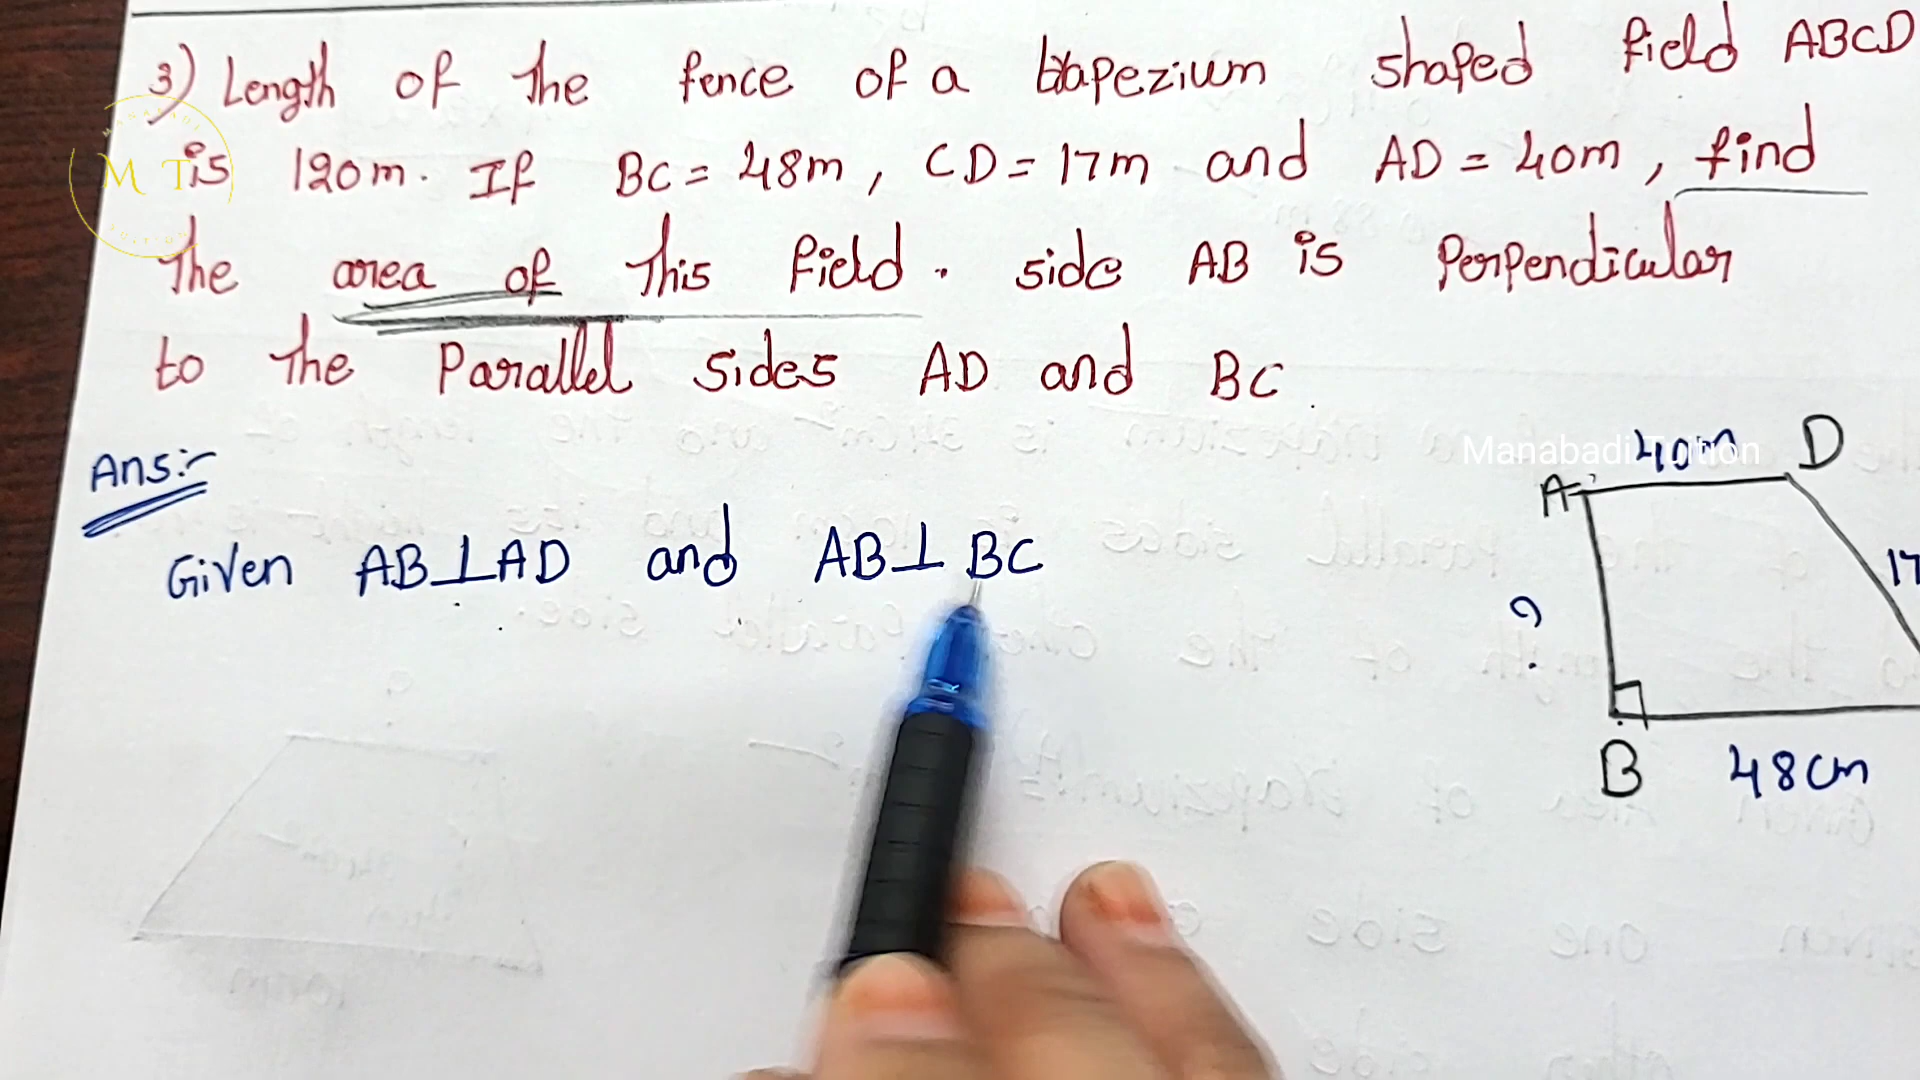 3) Length of the fence of a trapezium shaped field ABCD
is 120m. If BC = 48m, CD = 17m and AD = 40m, find
the area of this field. side AB is Perpendicular
to the Parallel sides AD and BC
Manabadi Tuition
M T
40m
D
A
Ans:-
Given AB⊥AD and AB⊥BC
17
?
B
48cm